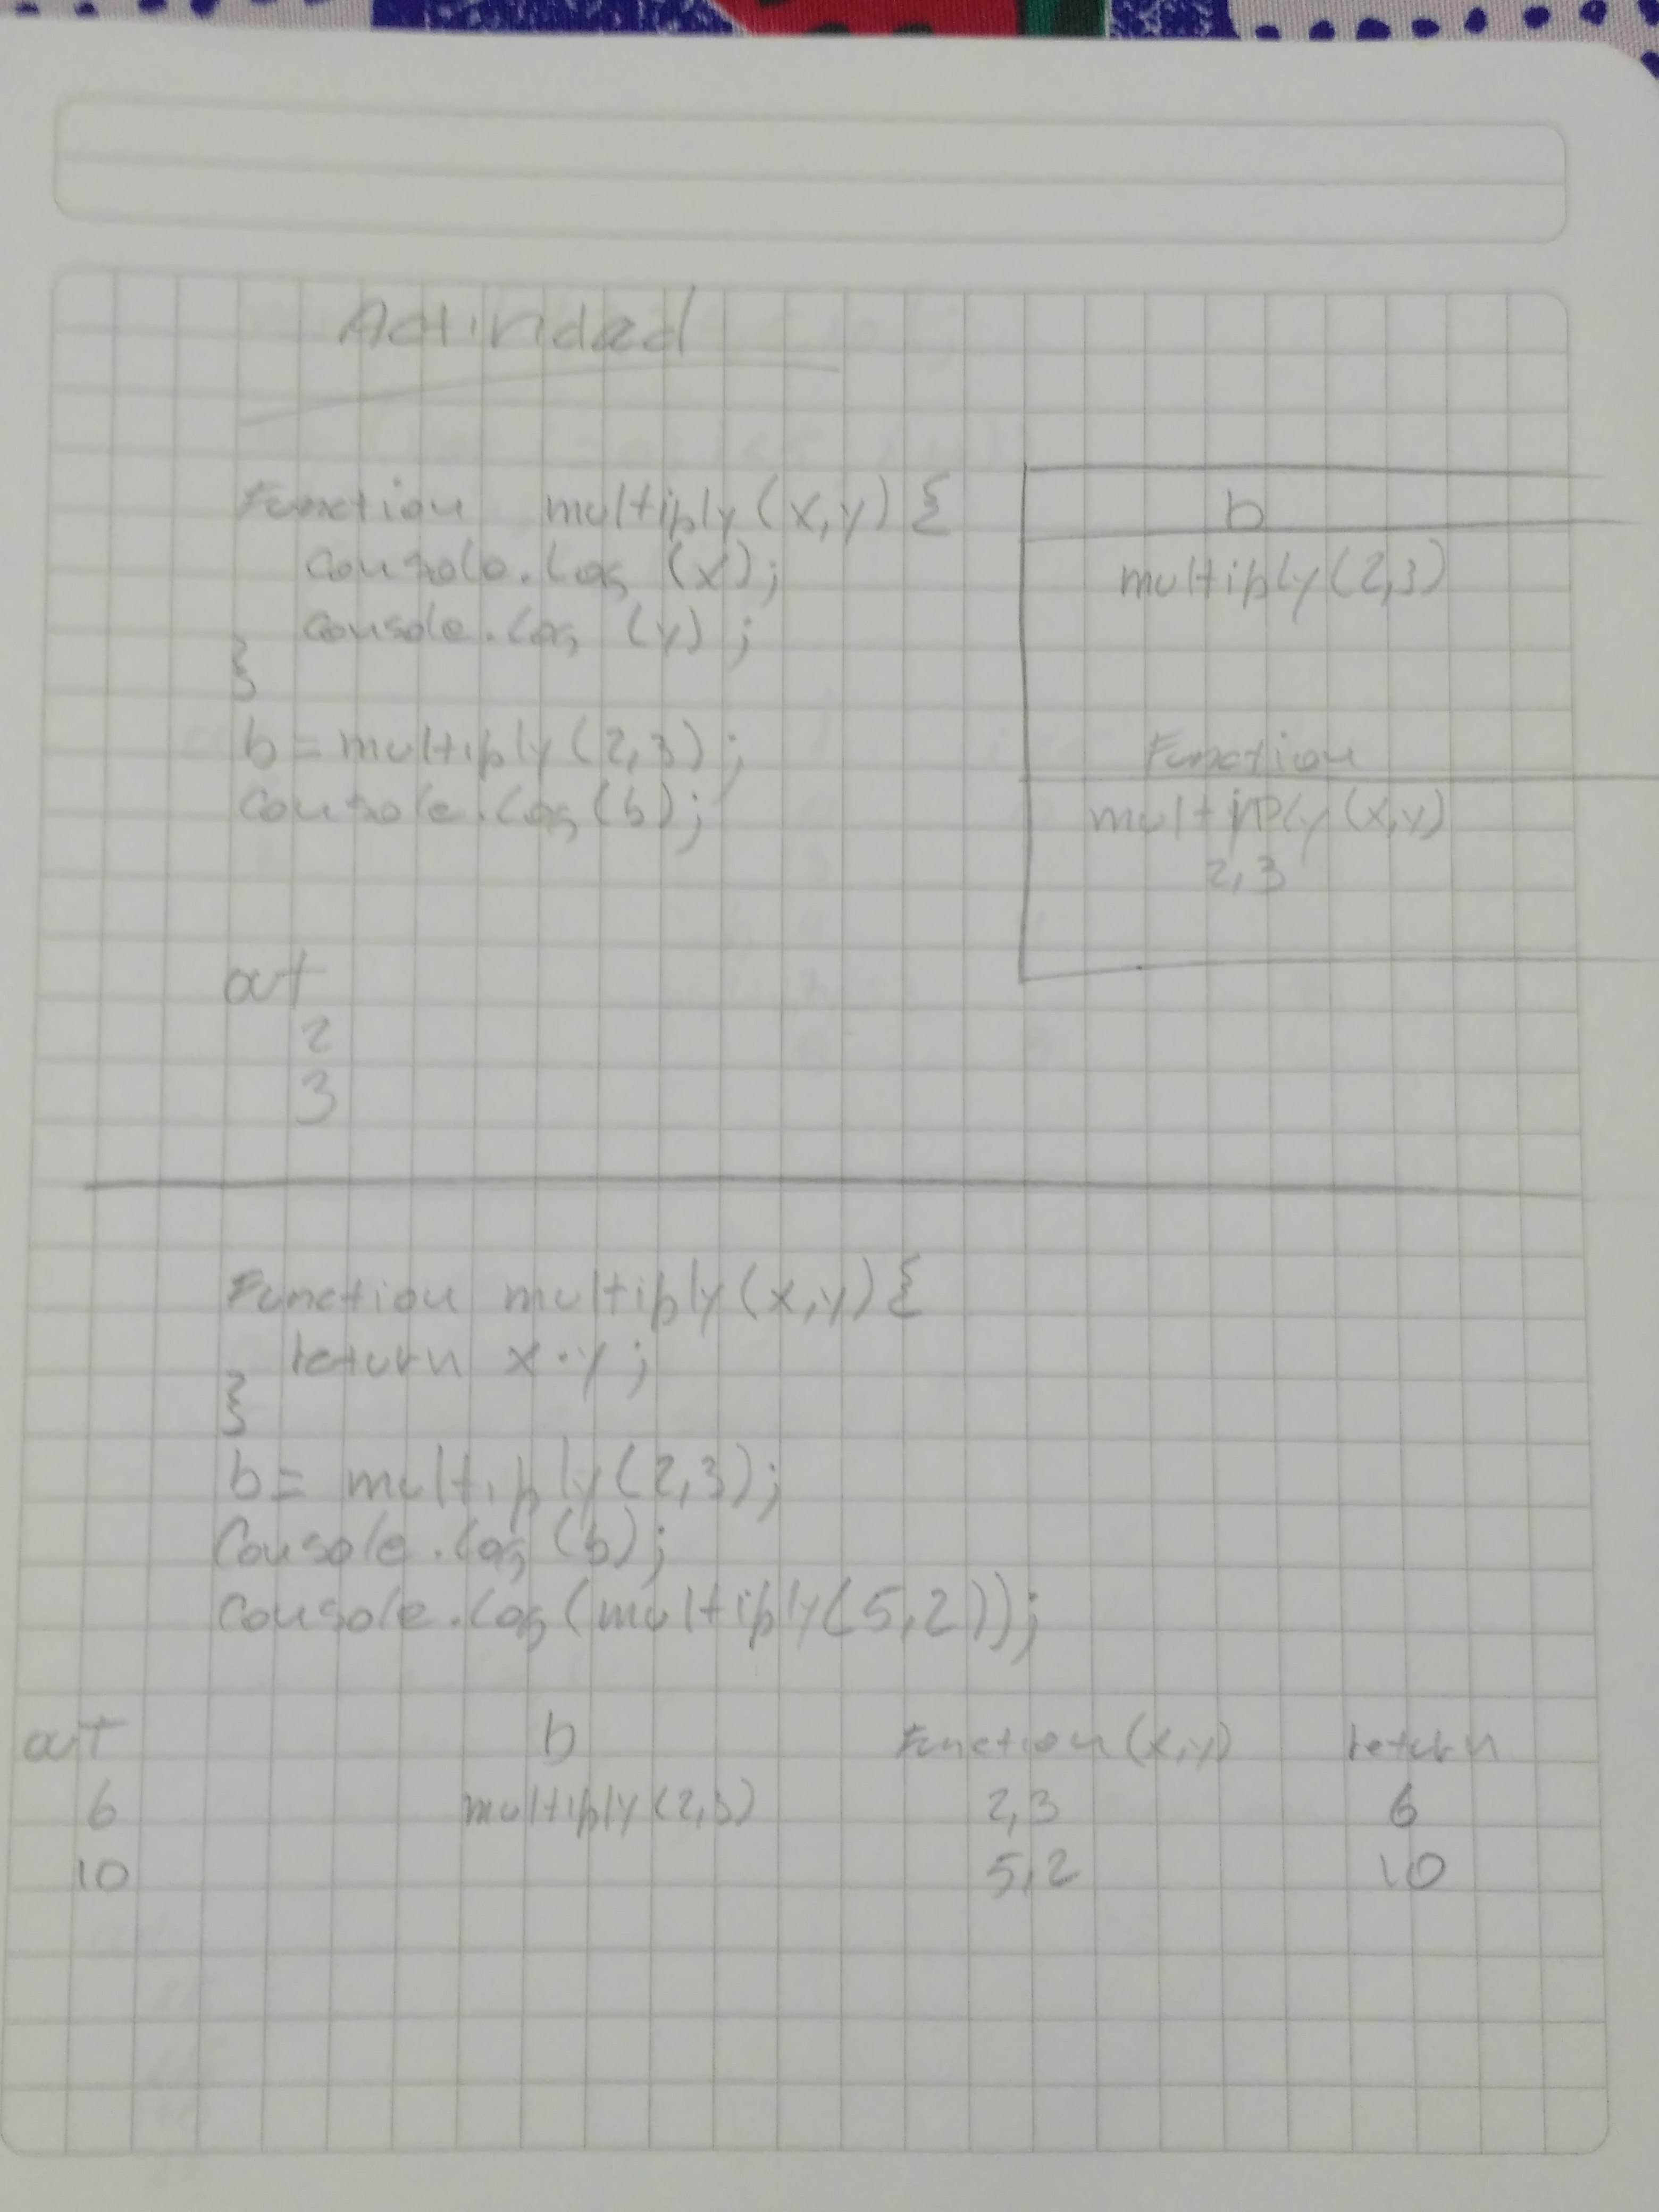 Actividad
Function multiply (x,y) {
console.log (x);
console.log (y) ;
}
b = multiply (2,3) ;
console.log (b);
out
2
3
b
multiply (2,3)
Function
multiply (x,y)
2,3
Function multiply (x,y) {
return x·y ;
}
b = multiply (2,3);
Console.log (b);
console.log (multiply (5,2));
out b Function (x,y) return
6 multiply (2,3) 2,3 6
10 5,2 10